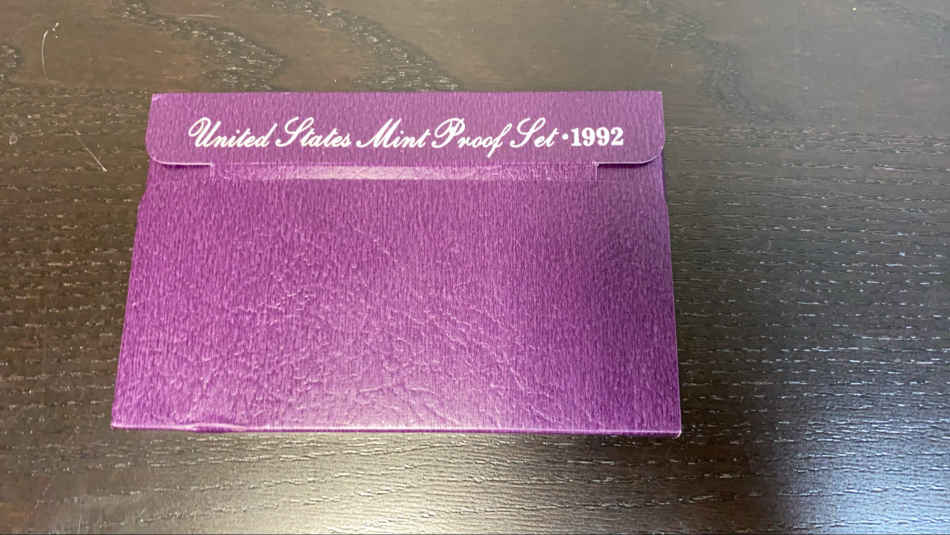 United States Mint Proof Set • 1992